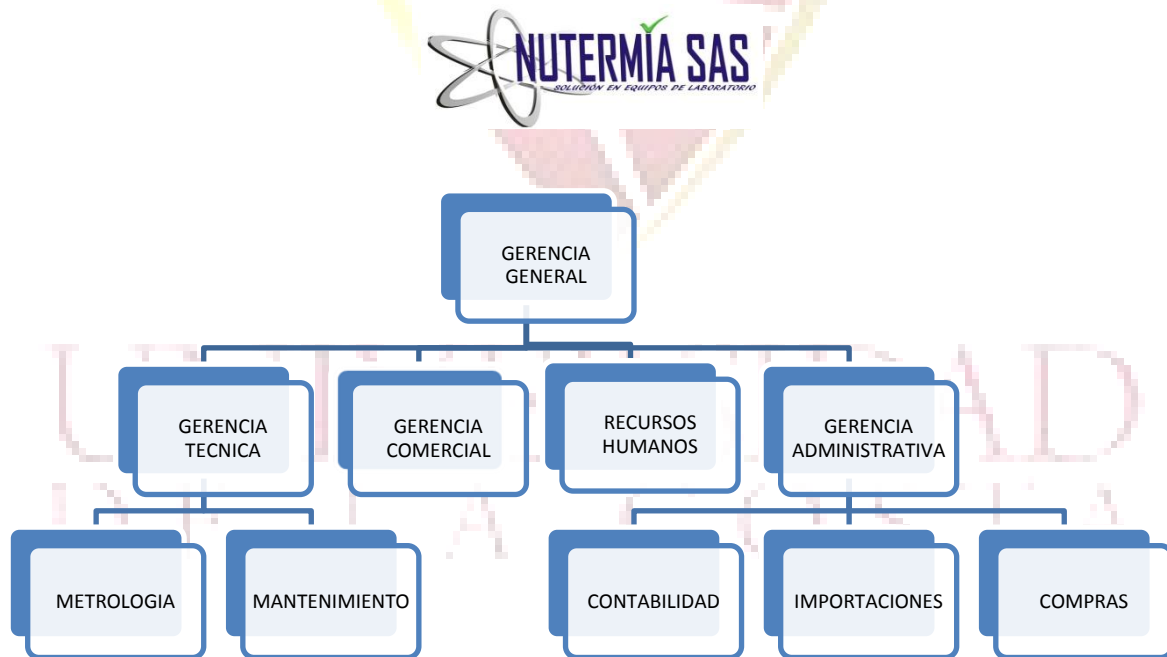 NUTERMÍA SAS
SOLUCIÓN EN EQUIPOS DE LABORATORIO
GERENCIA
GENERAL
GERENCIA
TECNICA
GERENCIA
COMERCIAL
RECURSOS
HUMANOS
GERENCIA
ADMINISTRATIVA
METROLOGIA
MANTENIMIENTO
CONTABILIDAD
IMPORTACIONES
COMPRAS